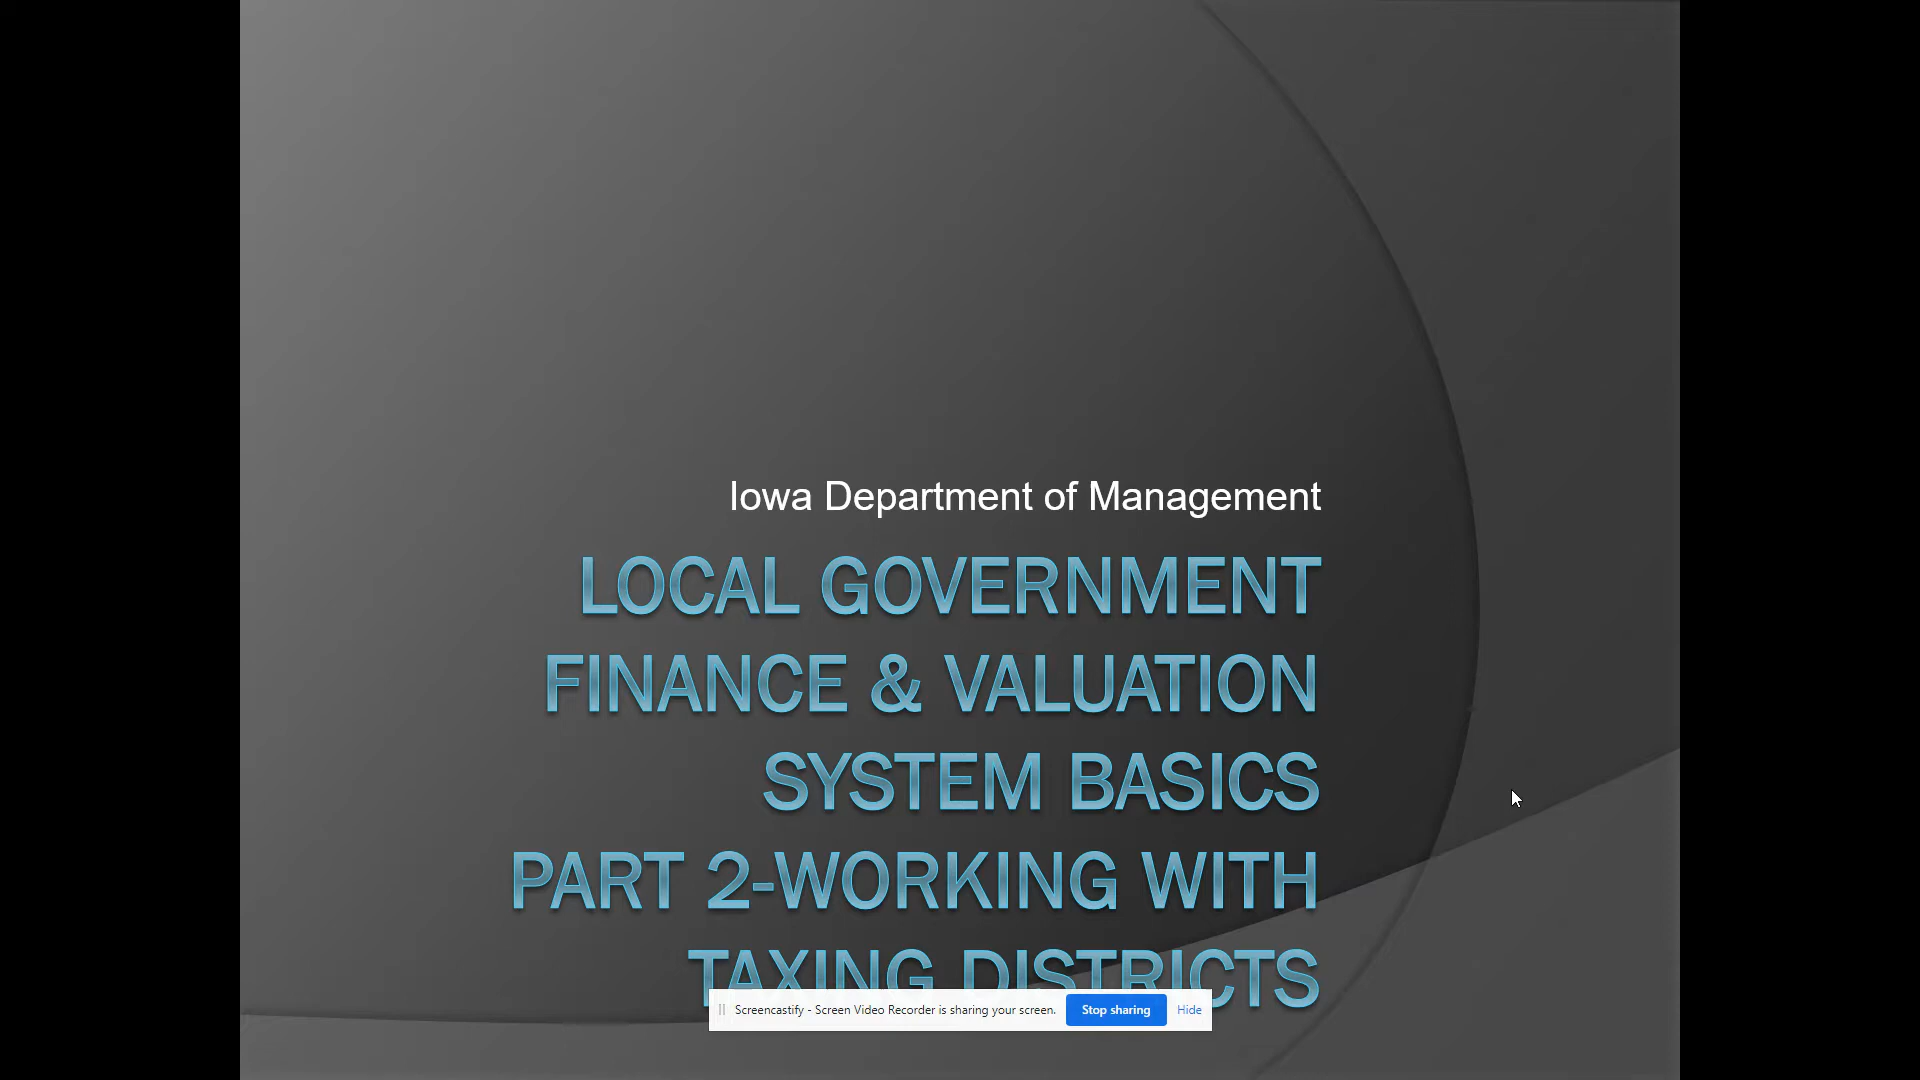 Iowa Department of Management
LOCAL GOVERNMENT
FINANCE & VALUATION
SYSTEM BASICS
PART 2-WORKING WITH
TAXING DISTRICTS
Screencastify - Screen Video Recorder is sharing your screen. Stop sharing Hide